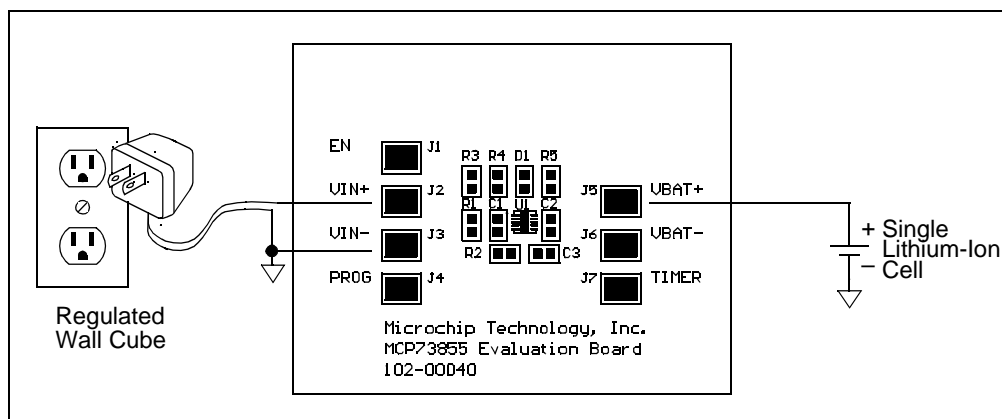 EN
J1
R3 R4 D1 R5
VIN+
J2
J5
VBAT+
R1 C1 U1 C2
VIN-
J3
J6
VBAT-
R2
C3
PROG
J4
J7
TIMER
+ Single
Lithium-Ion
– Cell
Regulated
Wall Cube
Microchip Technology, Inc.
MCP73855 Evaluation Board
102-00040